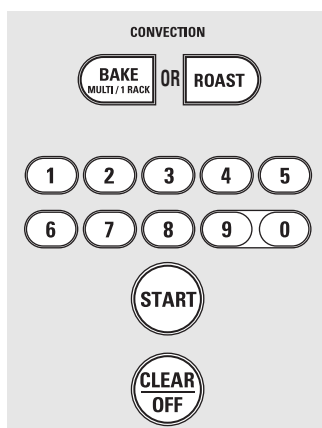 CONVECTION
BAKE OR ROAST
MULTI / 1 RACK
1 2 3 4 5
6 7 8 9 0
START
CLEAR
OFF